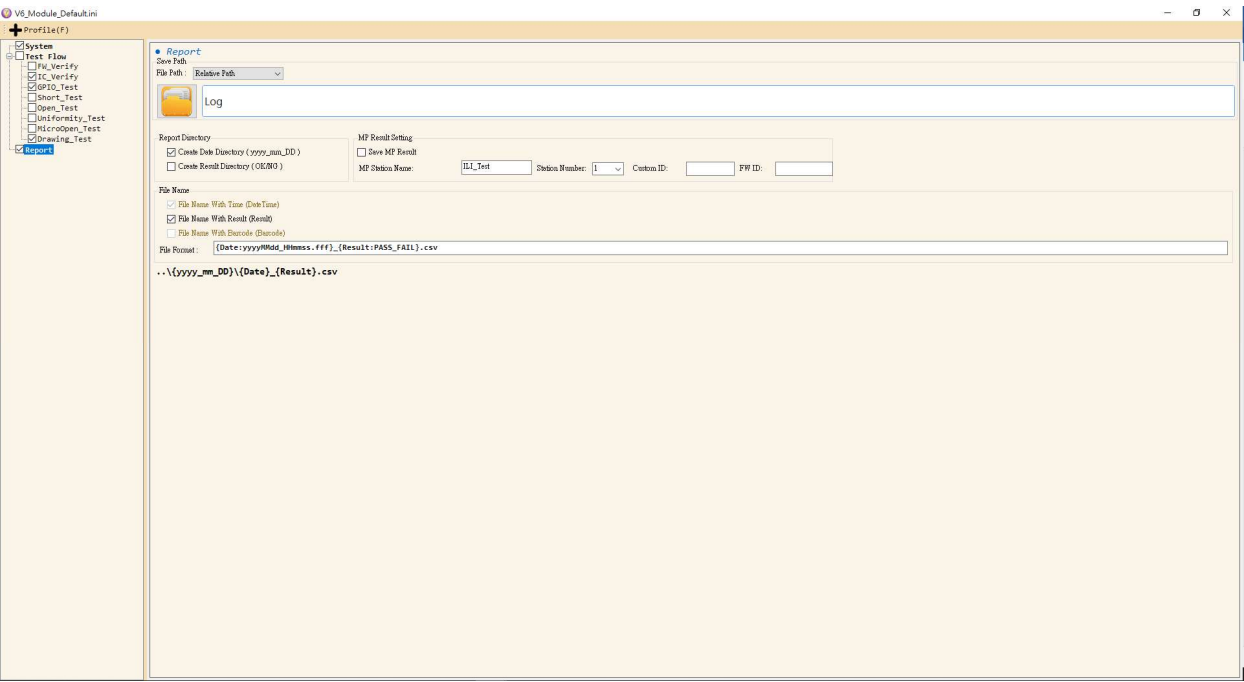 V6_Module_Default.ini
Profile(F)
System
Test Flow
FW_Verify
IC_Verify
GPIO_Test
Short_Test
Open_Test
Uniformity_Test
MicroOpen_Test
Drawing_Test
Report
Report
Save Path
File Path : Relative Path
Log
Report Directory
Create Date Directory ( yyyy_mm_DD )
Create Result Directory ( OK/NG )
MP Result Setting
Save MP Result
MP Station Name: ILI_Test Station Number: 1 Custom ID: FW ID:
File Name
File Name With Time (DateTime)
File Name With Result (Result)
File Name With Barcode (Barcode)
File Format : {Date:yyyyMMdd_HHmmss.fff}_{Result:PASS_FAIL}.csv
..\{yyyy_mm_DD}\{Date}_{Result}.csv